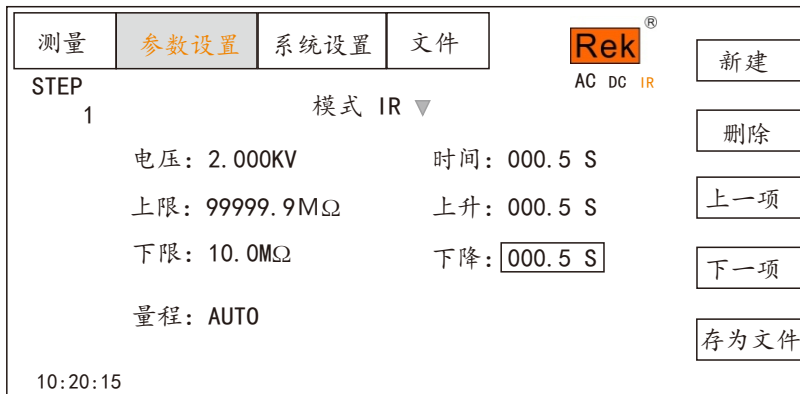 测量 参数设置 系统设置 文件
Rek®
AC DC IR
STEP
1
模式 IR ▼
电压: 2.000KV 时间: 000.5 S
上限: 99999.9MΩ 上升: 000.5 S
下限: 10.0MΩ 下降: 000.5 S
量程: AUTO
10:20:15
新建
删除
上一项
下一项
存为文件